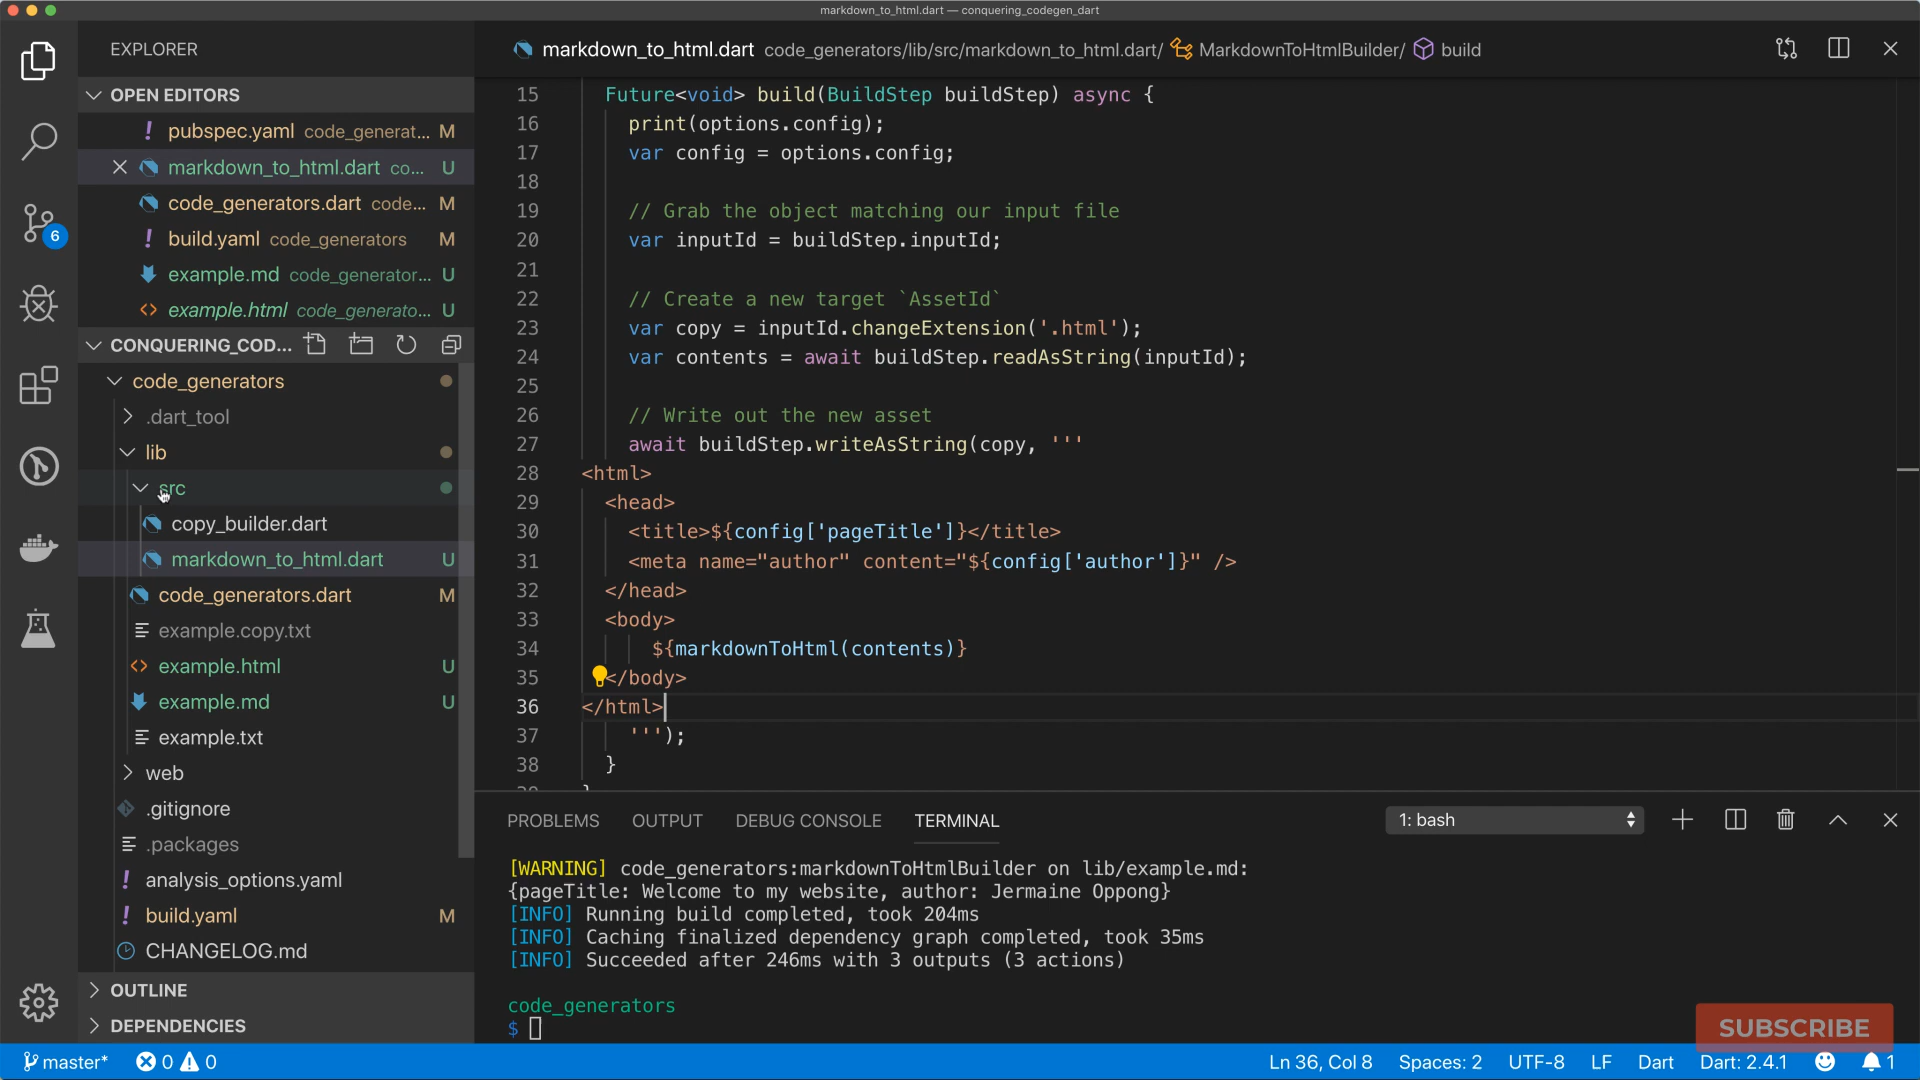 markdown_to_html.dart — conquering_codegen_dart
EXPLORER
OPEN EDITORS
pubspec.yaml code_generat... M
markdown_to_html.dart co... U
code_generators.dart code... M
build.yaml code_generators M
example.md code_generator... U
example.html code_generato... U
CONQUERING_COD...
code_generators
.dart_tool
lib
src
copy_builder.dart
markdown_to_html.dart U
code_generators.dart M
example.copy.txt
example.html U
example.md U
example.txt
web
.gitignore
.packages
analysis_options.yaml
build.yaml M
CHANGELOG.md
OUTLINE
DEPENDENCIES
6
markdown_to_html.dart code_generators/lib/src/markdown_to_html.dart/ MarkdownToHtmlBuilder/ build
15 Future<void> build(BuildStep buildStep) async {
16 print(options.config);
17 var config = options.config;
18
19 // Grab the object matching our input file
20 var inputId = buildStep.inputId;
21
22 // Create a new target `AssetId`
23 var copy = inputId.changeExtension('.html');
24 var contents = await buildStep.readAsString(inputId);
25
26 // Write out the new asset
27 await buildStep.writeAsString(copy, '''
28 <html>
29 <head>
30 <title>${config['pageTitle']}</title>
31 <meta name="author" content="${config['author']}" />
32 </head>
33 <body>
34 ${markdownToHtml(contents)}
35 </body>
36 </html>
37 ''');
38 }
39 }
PROBLEMS OUTPUT DEBUG CONSOLE TERMINAL 1: bash
[WARNING] code_generators:markdownToHtmlBuilder on lib/example.md:
{pageTitle: Welcome to my website, author: Jermaine Oppong}
[INFO] Running build completed, took 204ms
[INFO] Caching finalized dependency graph completed, took 35ms
[INFO] Succeeded after 246ms with 3 outputs (3 actions)
code_generators
$
SUBSCRIBE
master* 0 0 Ln 36, Col 8 Spaces: 2 UTF-8 LF Dart Dart: 2.4.1 1